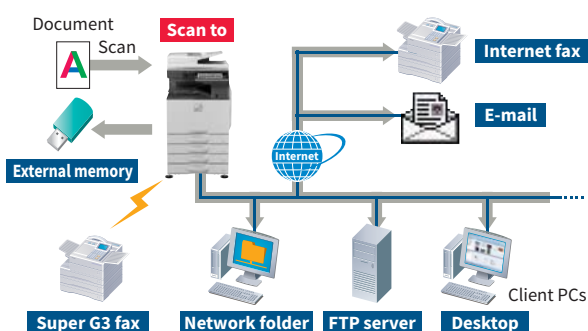 Document
Scan
A
Scan to
Internet fax
E-mail
Internet
External memory
Super G3 fax
Network folder
FTP server
Desktop
Client PCs